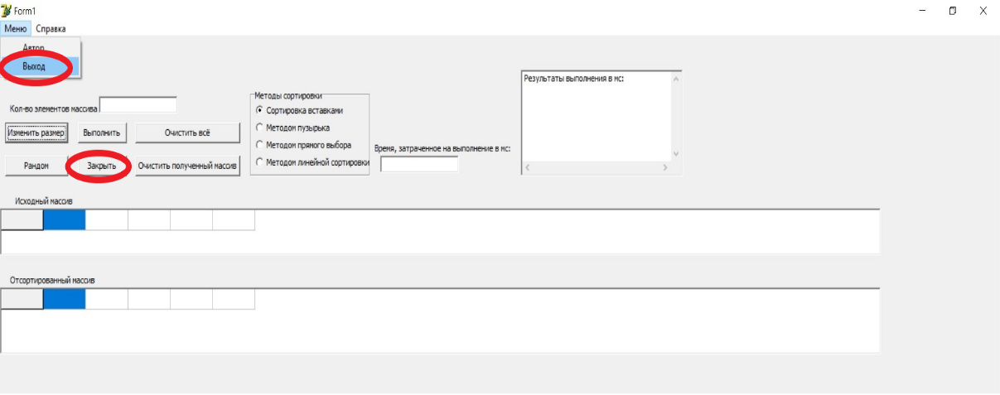 Form1
Меню Справка
Автор
Выход
Результаты выполнения в мс:
Методы сортировки
Кол-во элементов массива
Сортировка вставками
Изменить размер Выполнить Очистить всё
Методом пузырька
Методом прямого выбора
Время, затраченное на выполнение в мс:
Рандом Закрыть Очистить полученный массив
Методом линейной сортировки
Исходный массив
Отсортированный массив